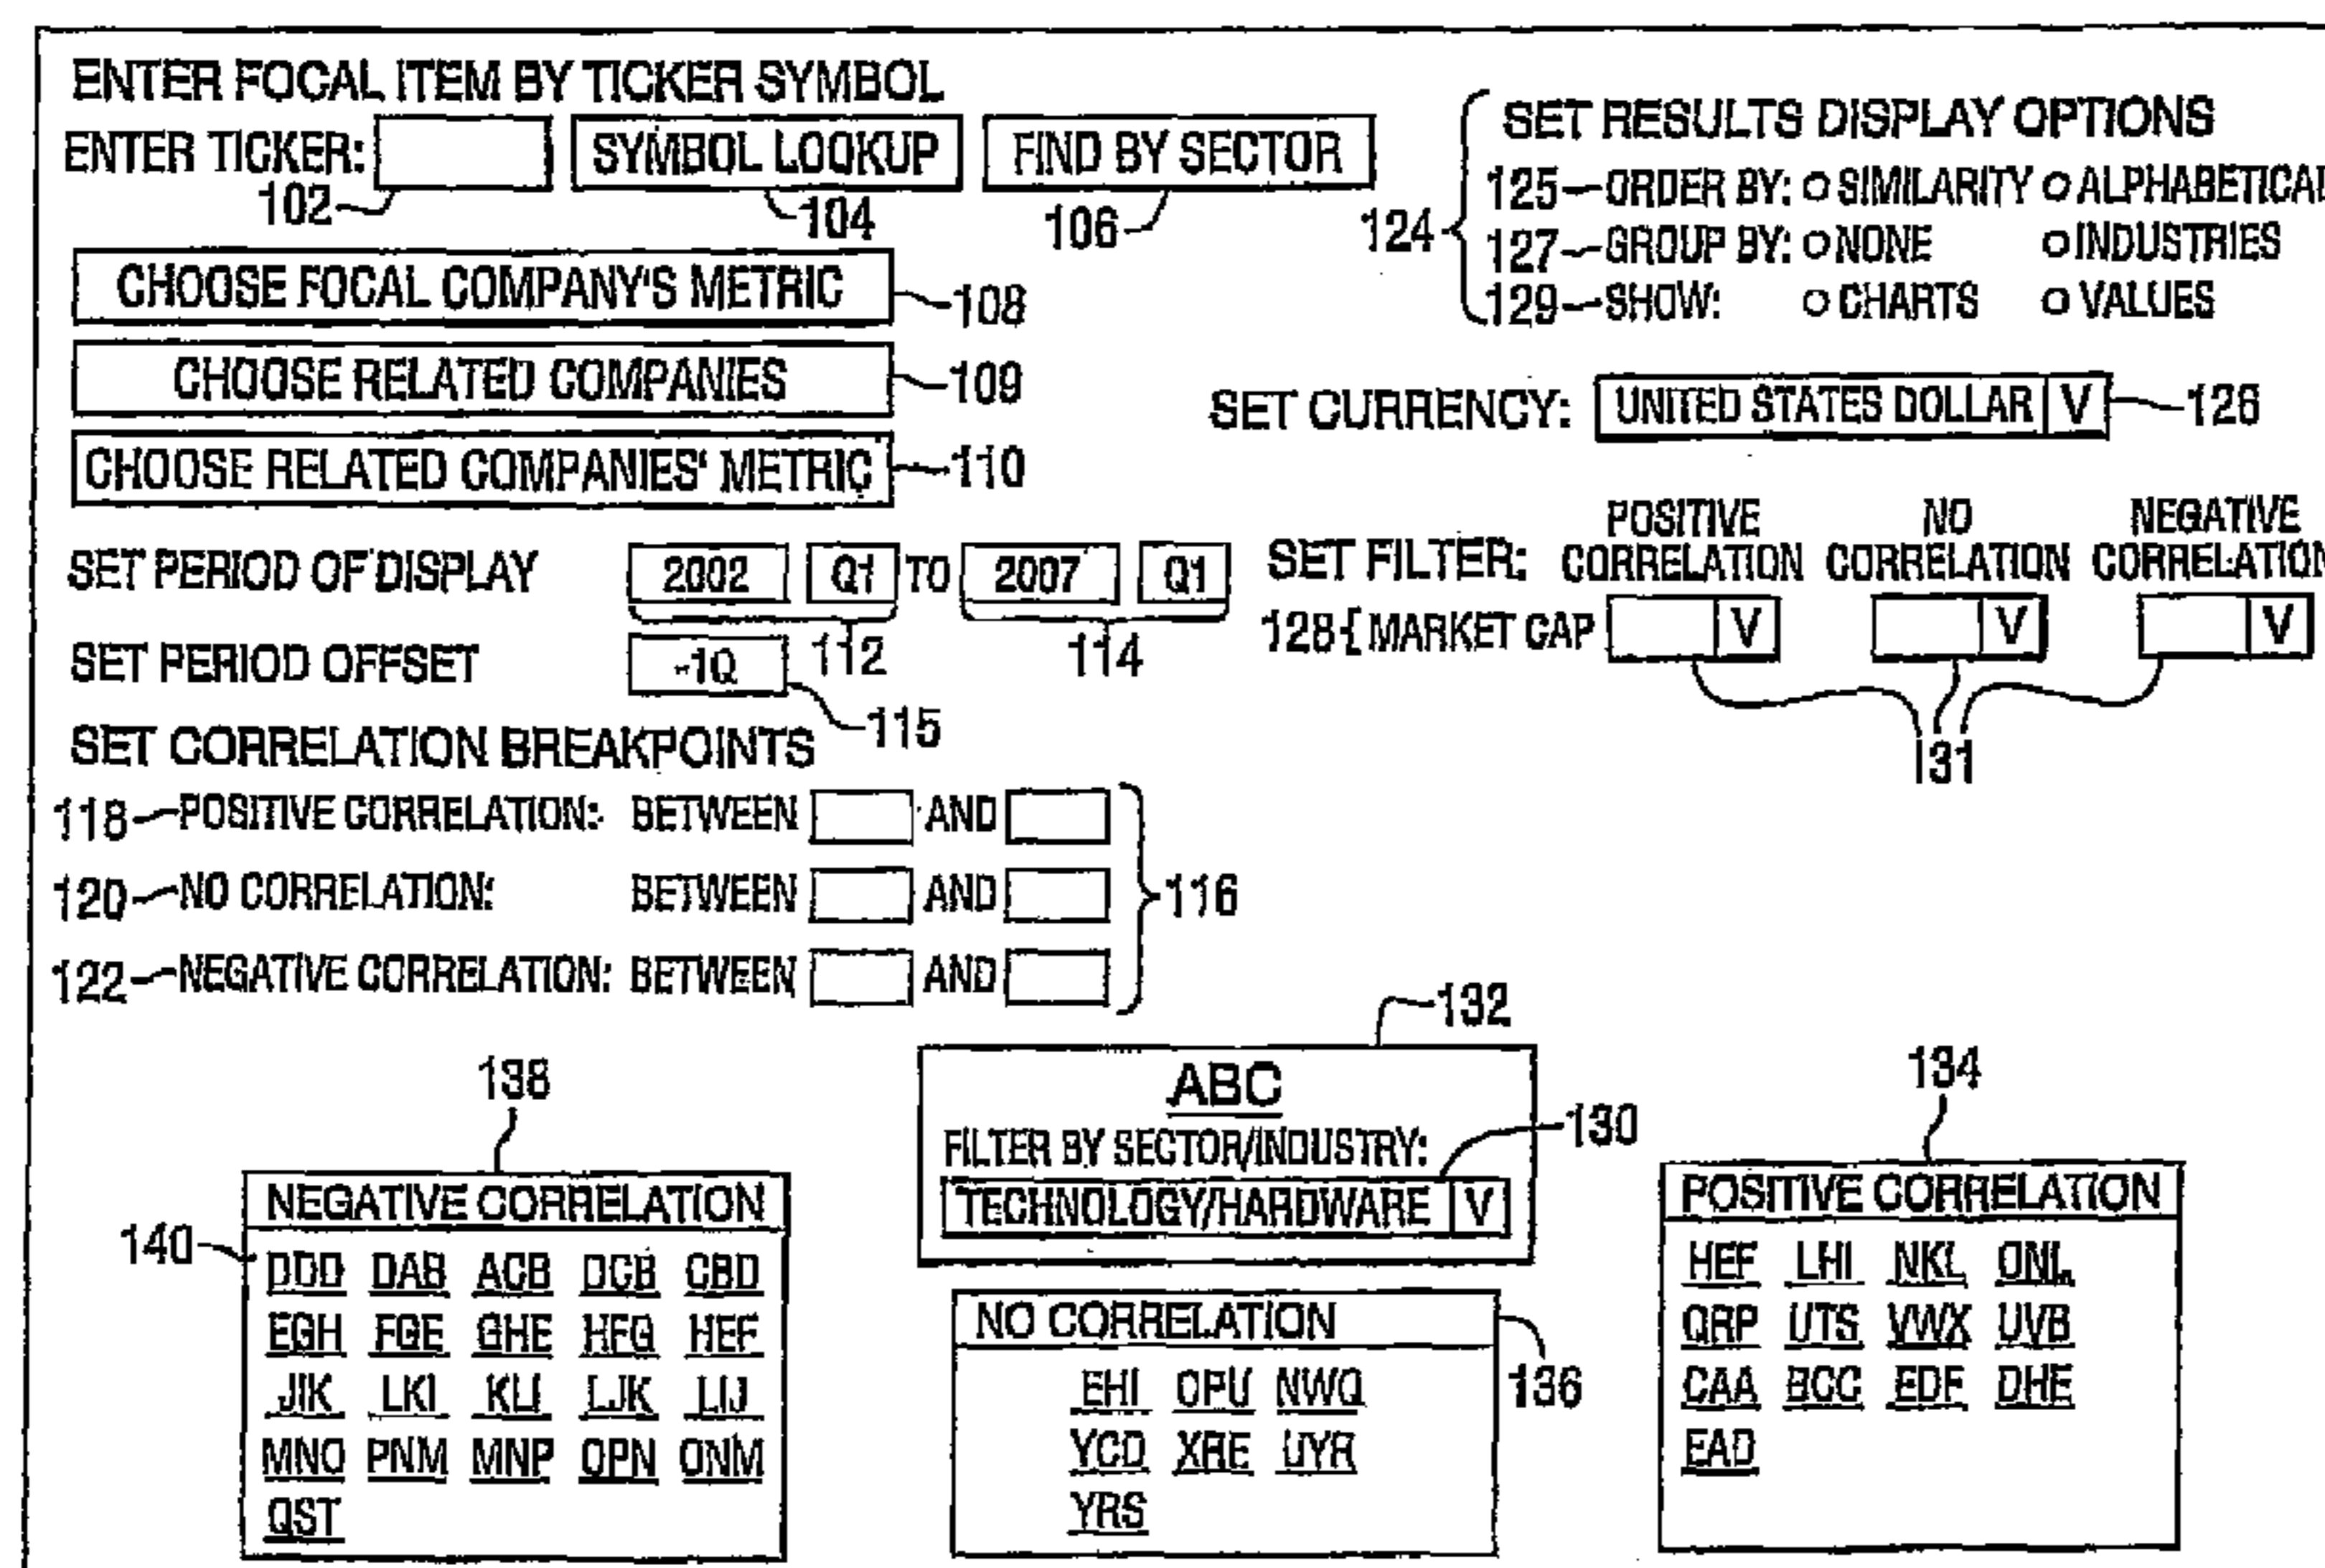 ENTER FOCAL ITEM BY TICKER SYMBOL
ENTER TICKER: SYMBOL LOOKUP FIND BY SECTOR
102 104 106
CHOOSE FOCAL COMPANY'S METRIC 108
CHOOSE RELATED COMPANIES 109
CHOOSE RELATED COMPANIES' METRIC 110
SET PERIOD OF DISPLAY 2002 Q1 TO 2007 Q1
112 114
SET PERIOD OFFSET -1Q
115
SET CORRELATION BREAKPOINTS
118 POSITIVE CORRELATION: BETWEEN AND
120 NO CORRELATION: BETWEEN AND 116
122 NEGATIVE CORRELATION: BETWEEN AND
124 SET RESULTS DISPLAY OPTIONS
125 ORDER BY: SIMILARITY ALPHABETICAL
127 GROUP BY: NONE INDUSTRIES
129 SHOW: CHARTS VALUES
SET CURRENCY: UNITED STATES DOLLAR V 126
SET FILTER: POSITIVE CORRELATION NO CORRELATION NEGATIVE CORRELATION
128 MARKET CAP V V V
131
138
NEGATIVE CORRELATION
140 DDD DAB ACB DCB CBD
EGH FGE GHE HFG HEF
JIK LKI KLI LJK LIJ
MNO PNM MNP OPN ONM
QST
132
ABC
FILTER BY SECTOR/INDUSTRY: 130
TECHNOLOGY/HARDWARE V
NO CORRELATION
136
EHI OPU NWQ
YCD XRE UYR
YRS
134
POSITIVE CORRELATION
HEF LHI NKL ONL
QRP UTS VWX UVB
CAA BCC EDF DHE
EAD